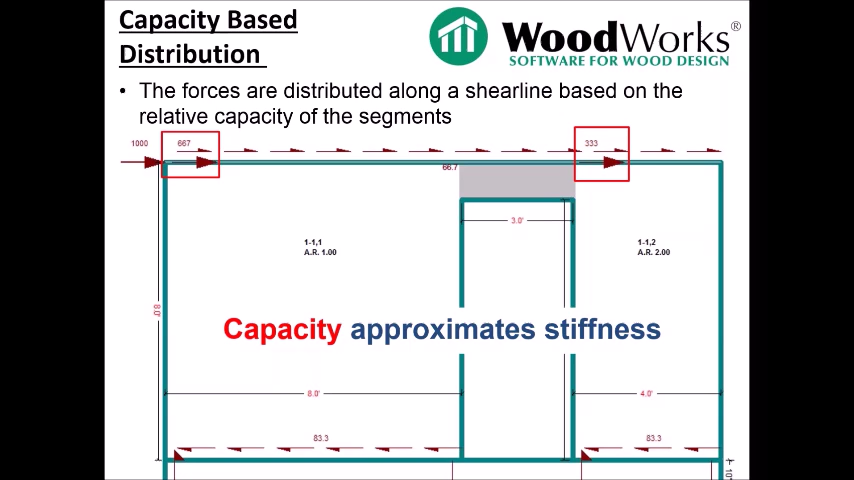 Capacity Based
Distribution
WoodWorks®
SOFTWARE FOR WOOD DESIGN
• The forces are distributed along a shearline based on the
relative capacity of the segments
1000
667
333
66.7
3.0'
1-1,1
A.R. 1.00
1-1,2
A.R. 2.00
8.0'
Capacity approximates stiffness
8.0'
4.0'
83.3
83.3